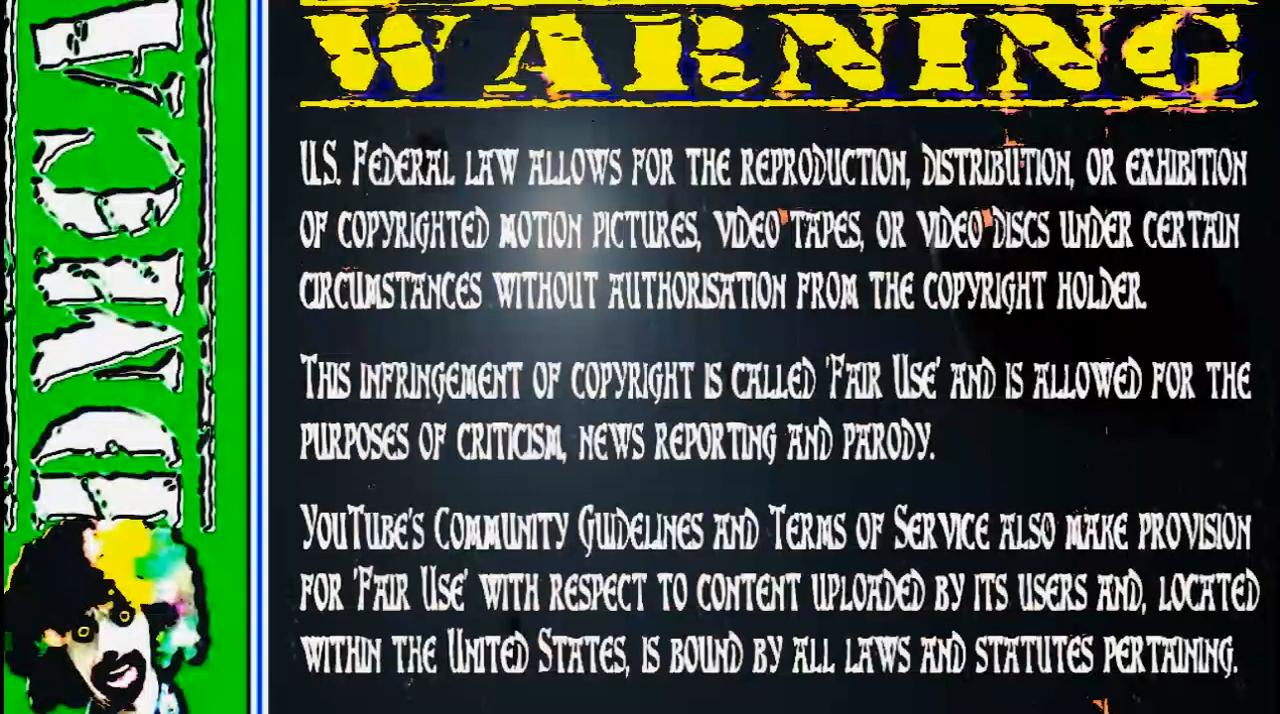 DMCA
WARNING
U.S. Federal law allows for the reproduction, distribution, or exhibition
of copyrighted motion pictures, video tapes, or video discs under certain
circumstances without authorisation from the copyright holder.
This infringement of copyright is called 'Fair Use' and is allowed for the
purposes of criticism, news reporting and parody.
YouTube's Community Guidelines and Terms of Service also make provision
for 'Fair Use' with respect to content uploaded by its users and, located
within the United States, is bound by all laws and statutes pertaining.